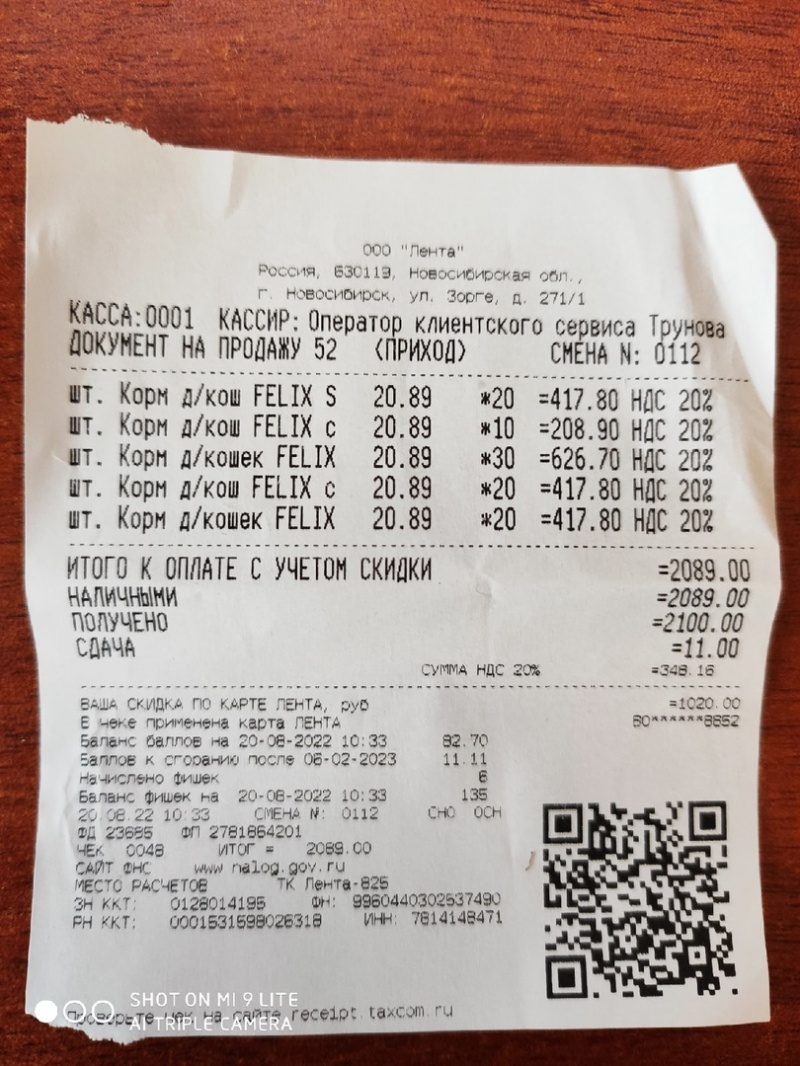 ООО "Лента"
Россия, 630119, Новосибирская обл.,
г. Новосибирск, ул. Зорге, д. 271/1
КАССА:0001 КАССИР: Оператор клиентского сервиса Трунова
ДОКУМЕНТ НА ПРОДАЖУ 52 (ПРИХОД) СМЕНА N: 0112
шт. Корм д/кош FELIX S 20.89 *20 =417.80 НДС 20%
шт. Корм д/кош FELIX с 20.89 *10 =208.90 НДС 20%
шт. Корм д/кошек FELIX 20.89 *30 =626.70 НДС 20%
шт. Корм д/кош FELIX с 20.89 *20 =417.80 НДС 20%
шт. Корм д/кошек FELIX 20.89 *20 =417.80 НДС 20%
ИТОГО К ОПЛАТЕ С УЧЕТОМ СКИДКИ =2089.00
НАЛИЧНЫМИ =2089.00
ПОЛУЧЕНО =2100.00
СДАЧА =11.00
СУММА НДС 20% =348.16
ВАША СКИДКА ПО КАРТЕ ЛЕНТА, руб =1020.00
В чеке применена карта ЛЕНТА 80******8652
Баланс баллов на 20-08-2022 10:33 82.70
Баллов к сгоранию после 06-02-2023 11.11
Начислено фишек 6
Баланс фишек на 20-08-2022 10:33 135
20.08.22 10:33 СМЕНА N: 0112 СНО ОСН
ФД 23685 ФП 2781864201
ЧЕК 0048 ИТОГ = 2089.00
САЙТ ФНС www.nalog.gov.ru
МЕСТО РАСЧЕТОВ ТК Лента-825
ЗН ККТ: 0128014195 ФН: 9960440302537490
РН ККТ: 0001531598026318 ИНН: 7814148471
Проверьте чек на сайте receipt.taxcom.ru
SHOT ON MI 9 LITE
AI TRIPLE CAMERA